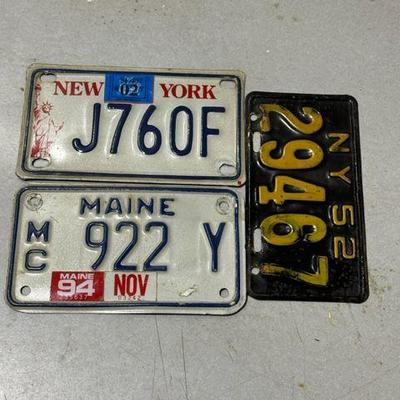 NEW 02 YORK
J760F
MAINE
MC 922 Y
MAINE
94 NOV
NY 52
29467